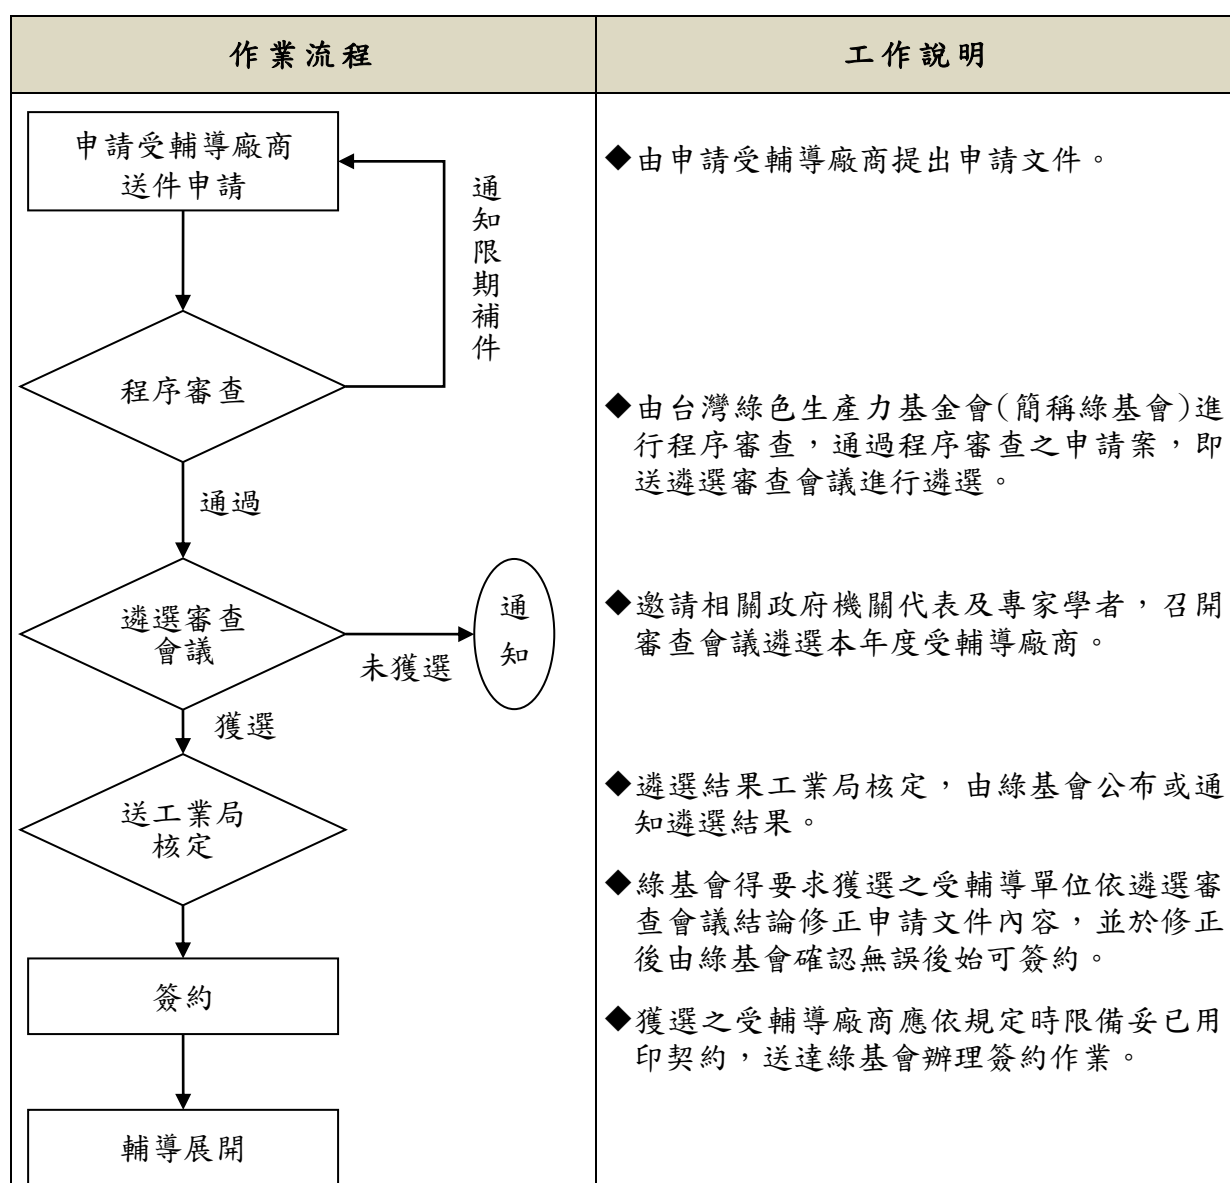 作業流程
工作說明
申請受輔導廠商
送件申請
通知限期補件
◆由申請受輔導廠商提出申請文件。
程序審查
◆由台灣綠色生產力基金會(簡稱綠基會)進
行程序審查，通過程序審查之申請案，即
送遴選審查會議進行遴選。
通過
遴選審查
會議
未獲選
通知
◆邀請相關政府機關代表及專家學者，召開
審查會議遴選本年度受輔導廠商。
獲選
送工業局
核定
◆遴選結果工業局核定，由綠基會公布或通
知遴選結果。
◆綠基會得要求獲選之受輔導單位依遴選審
查會議結論修正申請文件內容，並於修正
後由綠基會確認無誤後始可簽約。
簽約
◆獲選之受輔導廠商應依規定時限備妥已用
印契約，送達綠基會辦理簽約作業。
輔導展開